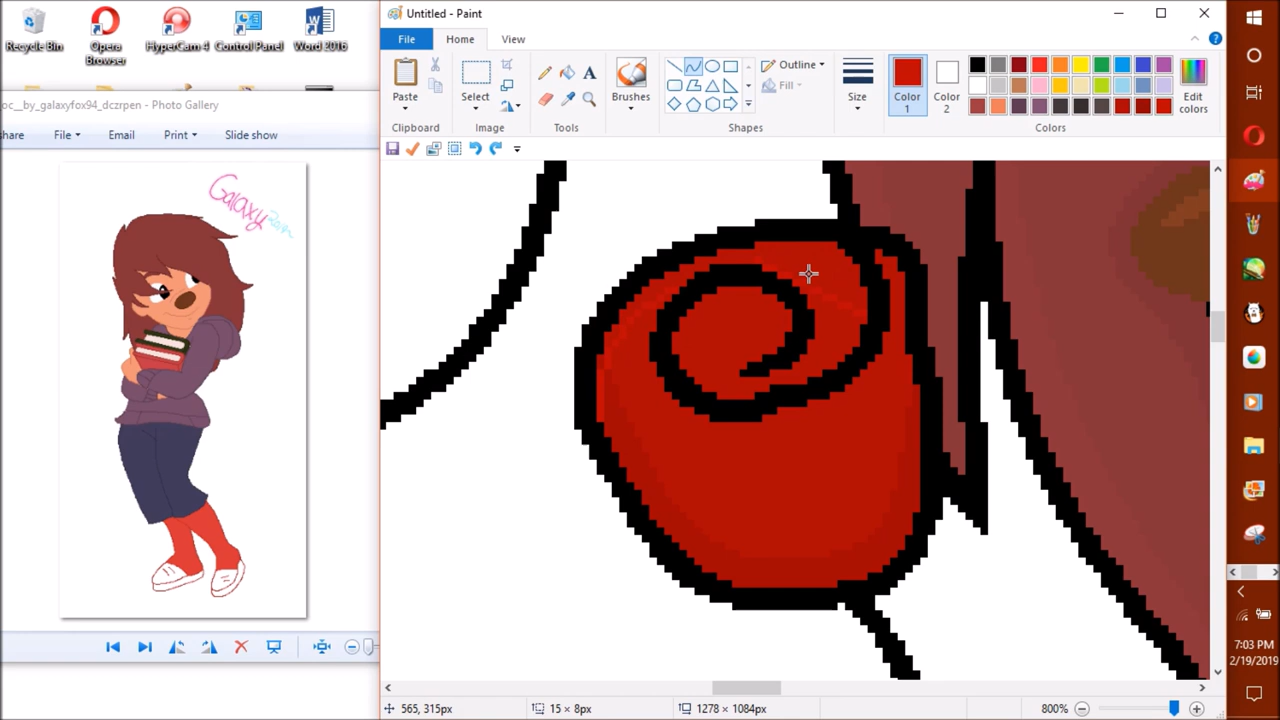 Recycle Bin
Opera Browser
HyperCam 4
Control Panel
Word 2016
oc__by_galaxyfox94_dczrpen - Photo Gallery
share
File
Email
Print
Slide show
Galaxy
Untitled - Paint
File
Home
View
Paste
Select
Brushes
Outline
Fill
Size
Color 1
Color 2
Edit colors
Clipboard
Image
Tools
Shapes
Colors
565, 315px
15 × 8px
1278 × 1084px
800%
7:03 PM
2/19/2019